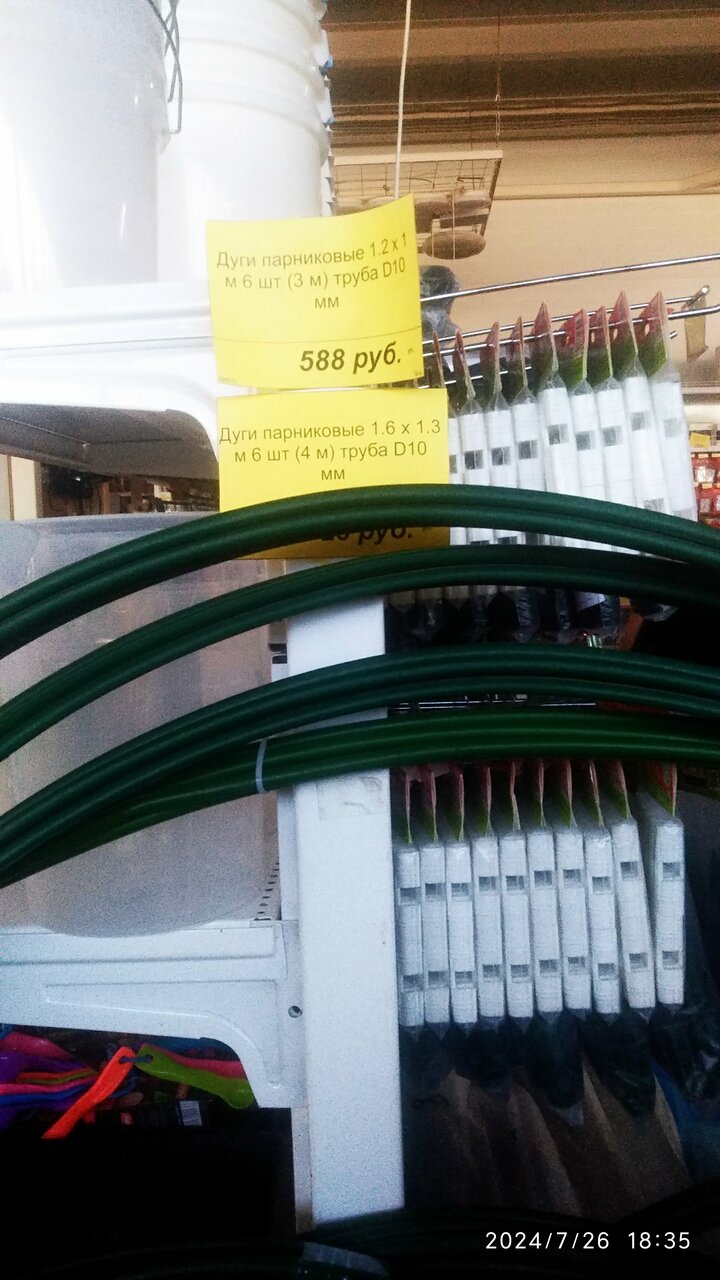 Дуги парниковые 1.2 x 1
м 6 шт (3 м) труба D10
мм
588 руб.
Дуги парниковые 1.6 x 1.3
м 6 шт (4 м) труба D10
мм
руб.
2024/7/26 18:35